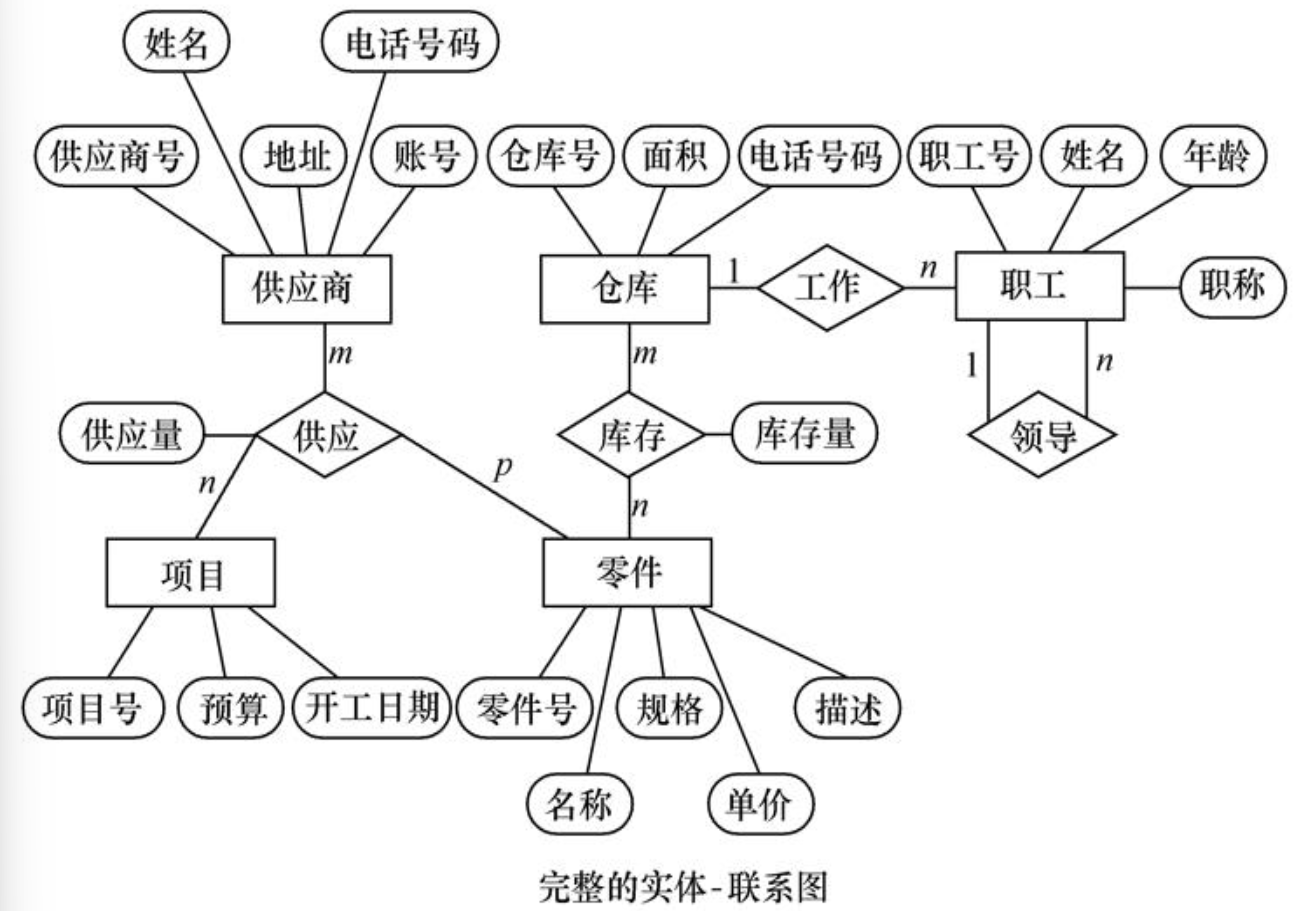 姓名 电话号码
供应商号 地址 账号 仓库号 面积 电话号码 职工号 姓名 年龄
供应商 仓库 1 工作 n 职工 职称
m m 1 n
供应量 供应 库存 库存量 领导
n p n
项目 零件
项目号 预算 开工日期 零件号 规格 描述
名称 单价
完整的实体-联系图